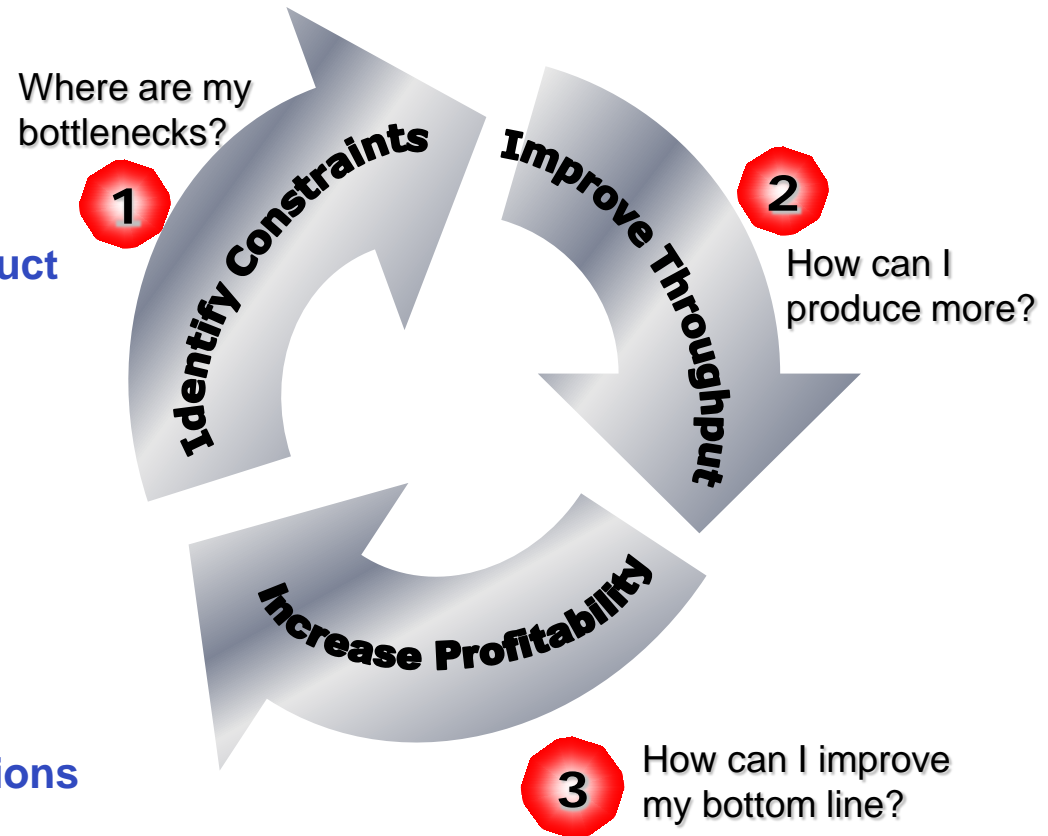 Where are my
bottlenecks?
1
Identify Constraints
Improve Throughput
2
How can I
produce more?
uct
Increase Profitability
ions
3
How can I improve
my bottom line?